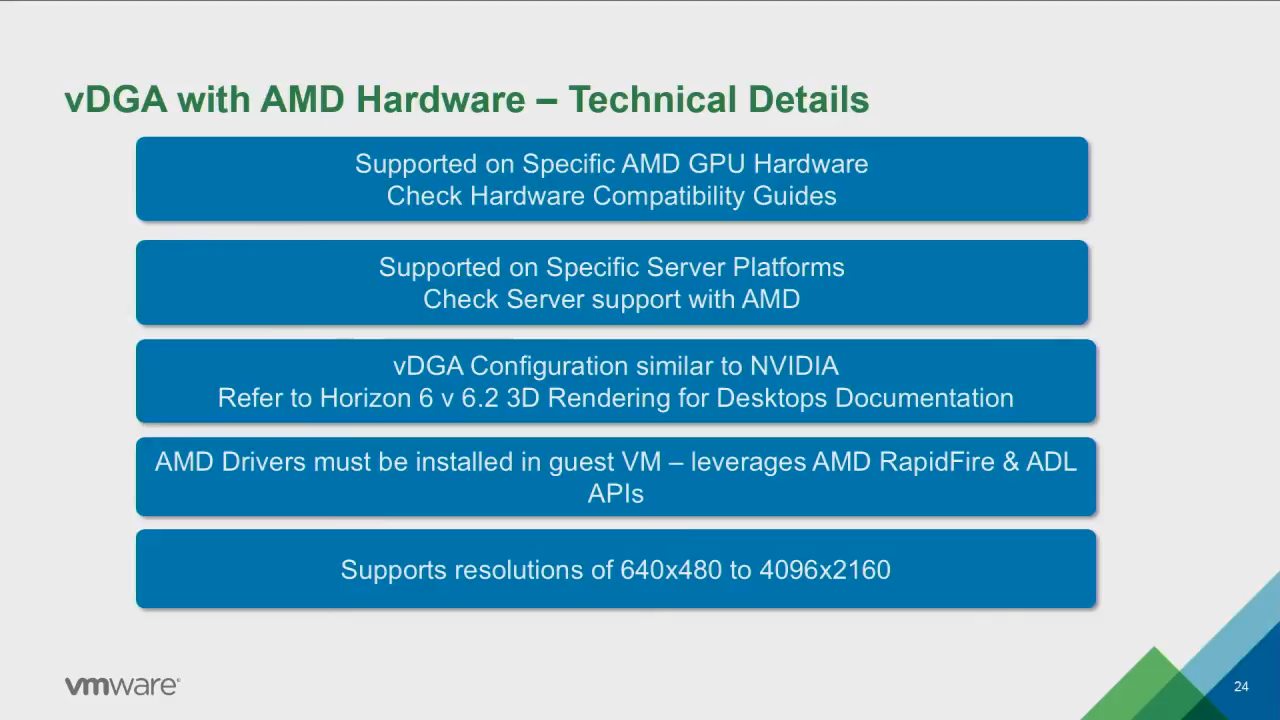 vDGA with AMD Hardware – Technical Details
Supported on Specific AMD GPU Hardware
Check Hardware Compatibility Guides
Supported on Specific Server Platforms
Check Server support with AMD
vDGA Configuration similar to NVIDIA
Refer to Horizon 6 v 6.2 3D Rendering for Desktops Documentation
AMD Drivers must be installed in guest VM – leverages AMD RapidFire & ADL
APIs
Supports resolutions of 640x480 to 4096x2160
vmware®
24